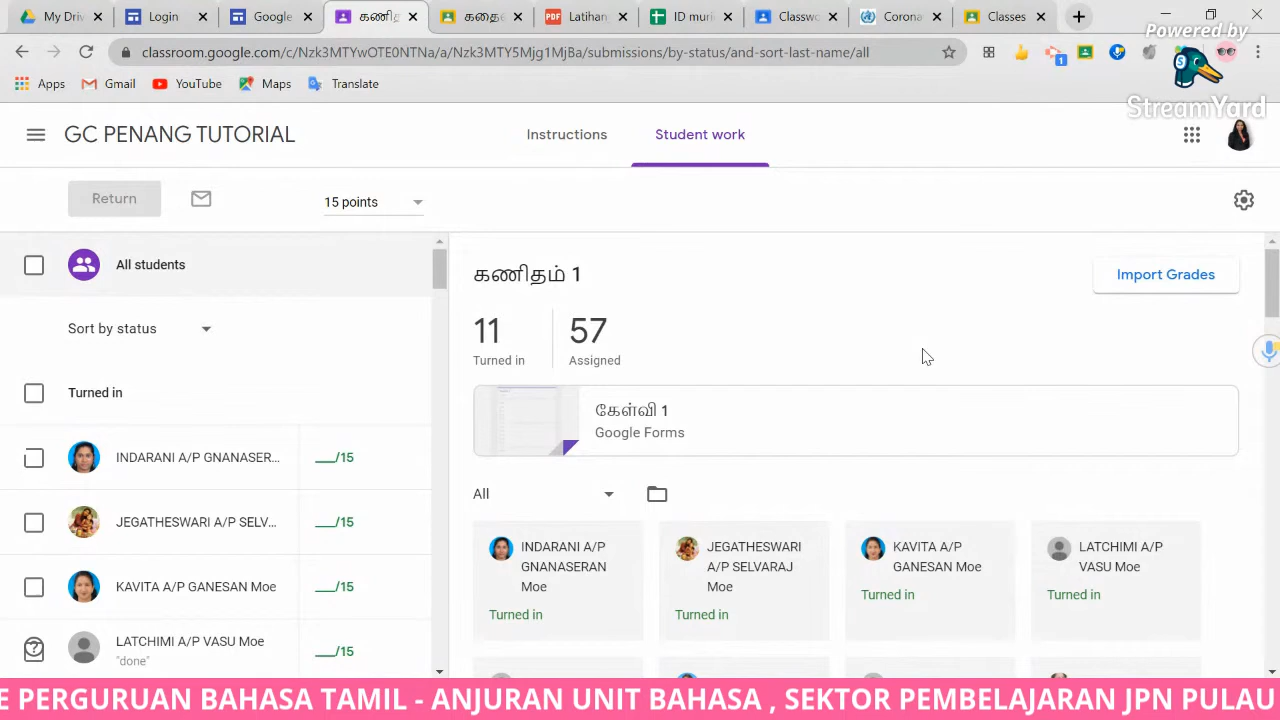 My Driv
Login
Google
கணித
கதை
Latihan
ID muri
Classwo
Corona
Classes
Powered by
classroom.google.com/c/Nzk3MTYwOTE0NTNa/a/Nzk3MTY5Mjg1MjBa/submissions/by-status/and-sort-last-name/all
1
StreamYard
Apps
Gmail
YouTube
Maps
Translate
GC PENANG TUTORIAL
Instructions
Student work
Return
15 points
All students
Sort by status
Turned in
INDARANI A/P GNANASER...
__/15
JEGATHESWARI A/P SELV...
__/15
KAVITA A/P GANESAN Moe
__/15
LATCHIMI A/P VASU Moe
"done"
__/15
கணிதம் 1
Import Grades
11
Turned in
57
Assigned
கேள்வி 1
Google Forms
All
INDARANI A/P
GNANASERAN
Moe
Turned in
JEGATHESWARI
A/P SELVARAJ
Moe
Turned in
KAVITA A/P
GANESAN Moe
Turned in
LATCHIMI A/P
VASU Moe
Turned in
E PERGURUAN BAHASA TAMIL - ANJURAN UNIT BAHASA , SEKTOR PEMBELAJARAN JPN PULAU